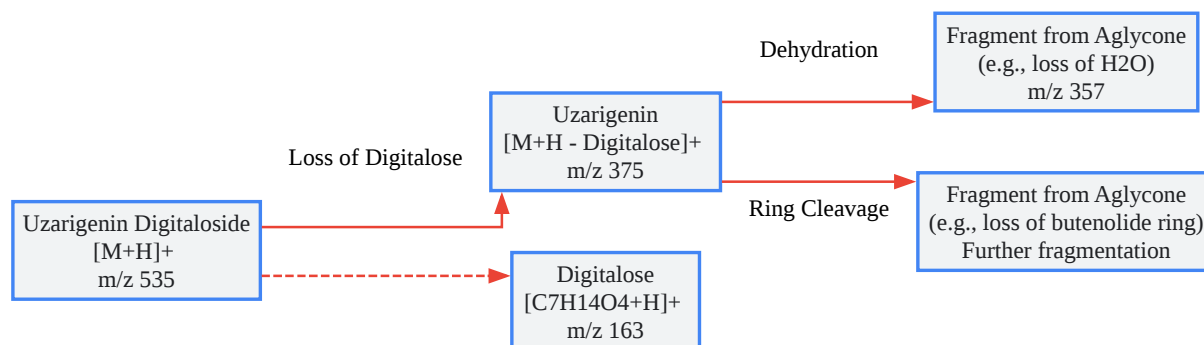 Uzarigenin Digitaloside
[M+H]+
m/z 535
Loss of Digitalose
Uzarigenin
[M+H - Digitalose]+
m/z 375
Digitalose
[C7H14O4+H]+
m/z 163
Dehydration
Fragment from Aglycone
(e.g., loss of H2O)
m/z 357
Ring Cleavage
Fragment from Aglycone
(e.g., loss of butenolide ring)
Further fragmentation